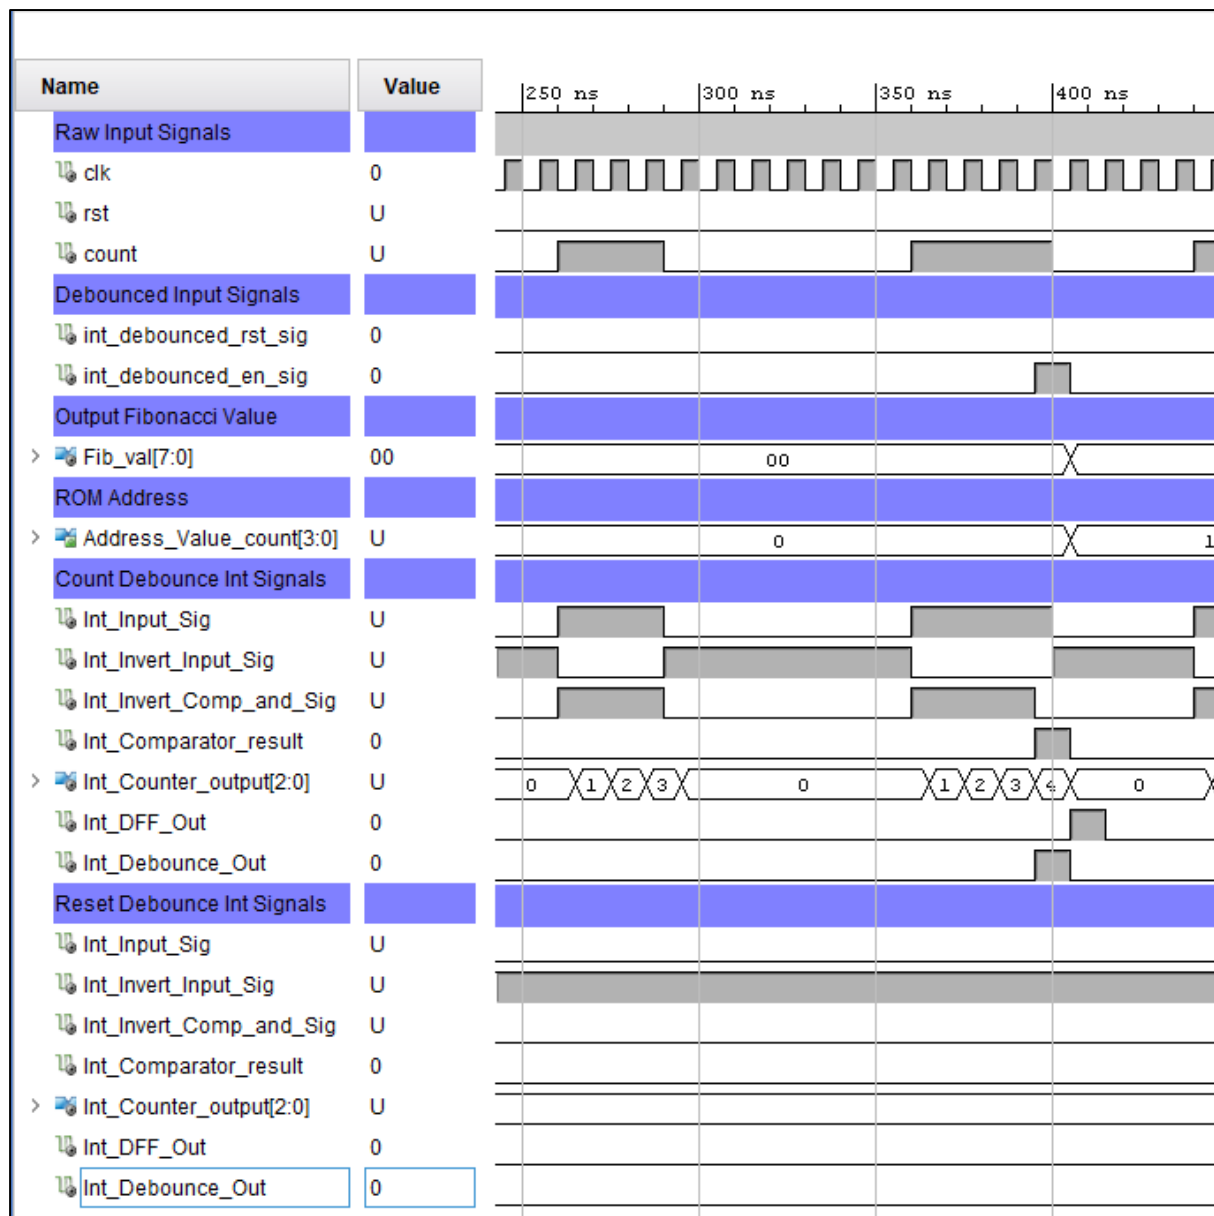 Name Value 250 ns 300 ns 350 ns 400 ns
Raw Input Signals
clk 0
rst U
count U
Debounced Input Signals
int_debounced_rst_sig 0
int_debounced_en_sig 0
Output Fibonacci Value
Fib_val[7:0] 00 00
ROM Address
Address_Value_count[3:0] U 0 1
Count Debounce Int Signals
Int_Input_Sig U
Int_Invert_Input_Sig U
Int_Invert_Comp_and_Sig U
Int_Comparator_result 0
Int_Counter_output[2:0] U 0 1 2 3 0 1 2 3 4 0
Int_DFF_Out 0
Int_Debounce_Out 0
Reset Debounce Int Signals
Int_Input_Sig U
Int_Invert_Input_Sig U
Int_Invert_Comp_and_Sig U
Int_Comparator_result 0
Int_Counter_output[2:0] U
Int_DFF_Out 0
Int_Debounce_Out 0